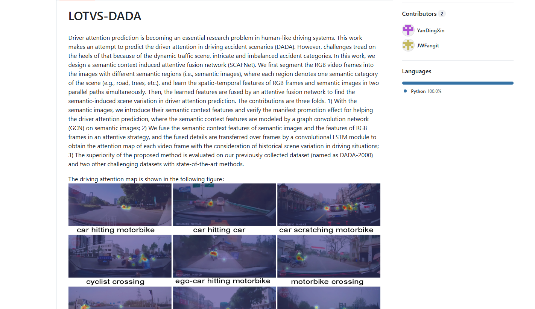 LOTVS-DADA
Driver attention prediction is becoming an essential research problem in human-like driving systems. This work
makes an attempt to predict the driver attention in driving accident scenarios (DADA). However, challenges tread on
the heels of that because of the dynamic traffic scene, intricate and imbalanced accident categories. In this work, we
design a semantic context induced attentive fusion network (SCAFNet). We first segment the RGB video frames into
the images with different semantic regions (i.e., semantic images), where each region denotes one semantic category
of the scene (e.g., road, trees, etc.), and learn the spatio-temporal features of RGB frames and semantic images in two
parallel paths simultaneously. Then, the learned features are fused by an attentive fusion network to find the
semantic-induced scene variation in driver attention prediction. The contributions are three folds. 1) With the
semantic images, we introduce their semantic context features and verify the manifest promotion effect for helping
the driver attention prediction, where the semantic context features are modeled by a graph convolution network
(GCN) on semantic images; 2) We fuse the semantic context features of semantic images and the features of RGB
frames in an attentive strategy, and the fused details are transferred over frames by a convolutional LSTM module to
obtain the attention map of each video frame with the consideration of historical scene variation in driving situations;
3) The superiority of the proposed method is evaluated on our previously collected dataset (named as DADA-2000)
and two other challenging datasets with state-of-the-art methods.
The driving attention map is shown in the following figure:
car hitting motorbike
car hitting car
car scratching motorbike
cyclist crossing
ego-car hitting motorbike
motorbike crossing
Contributors 2
YanDingXin
JWFangit
Languages
Python 100.0%